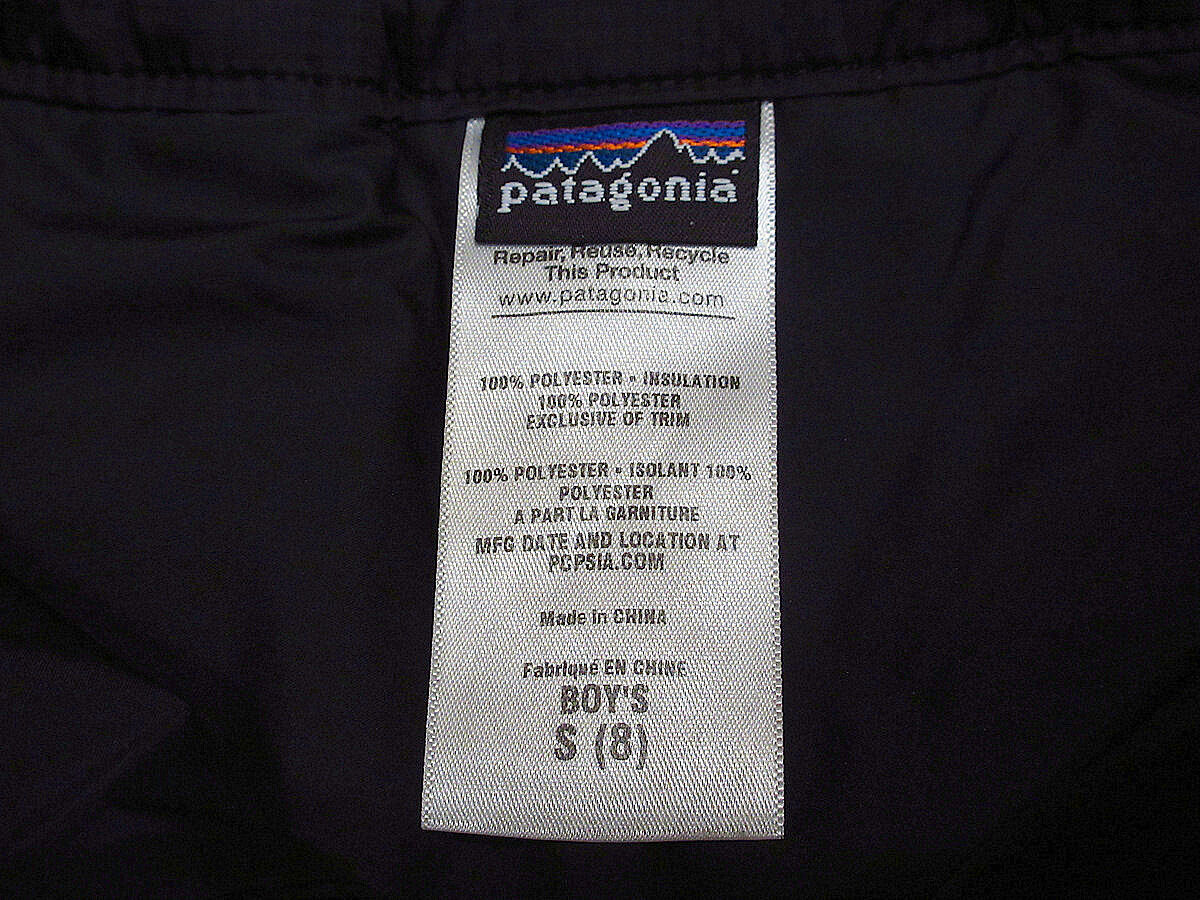 patagonia
Repair, Reuse, Recycle
This Product
www.patagonia.com
100% POLYESTER • INSULATION
100% POLYESTER
EXCLUSIVE OF TRIM
100% POLYESTER • ISOLANT 100%
POLYESTER
A PART LA GARNITURE
MFG DATE AND LOCATION AT
PCPSIA.COM
Made in CHINA
Fabriqué EN CHINE
BOY'S
S (8)